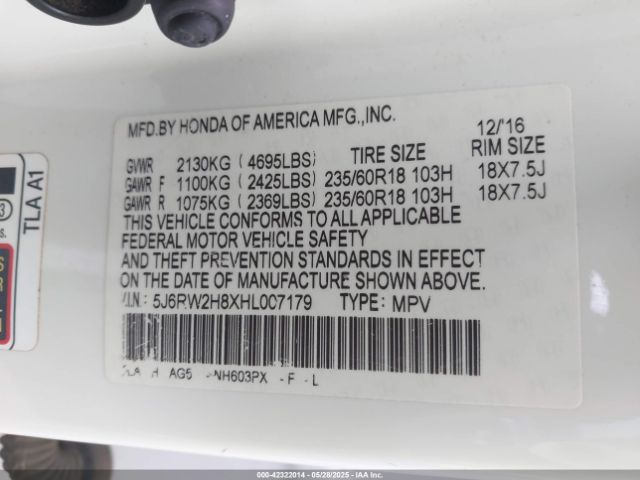 MFD.BY HONDA OF AMERICA MFG.,INC. 12/'16
GVWR 2130KG ( 4695LBS) TIRE SIZE RIM SIZE
GAWR F 1100KG ( 2425LBS) 235/60R18 103H 18X7.5J
GAWR R 1075KG ( 2369LBS) 235/60R18 103H 18X7.5J
THIS VEHICLE CONFORMS TO ALL APPLICABLE
FEDERAL MOTOR VEHICLE SAFETY
AND THEFT PREVENTION STANDARDS IN EFFECT
ON THE DATE OF MANUFACTURE SHOWN ABOVE.
V.I.N.: 5J6RW2H8XHL007179 TYPE: MPV
AG5 NH603PX -F -L
TLA A1
000-42322014 - 05/28/2025 - IAA Inc. (C)